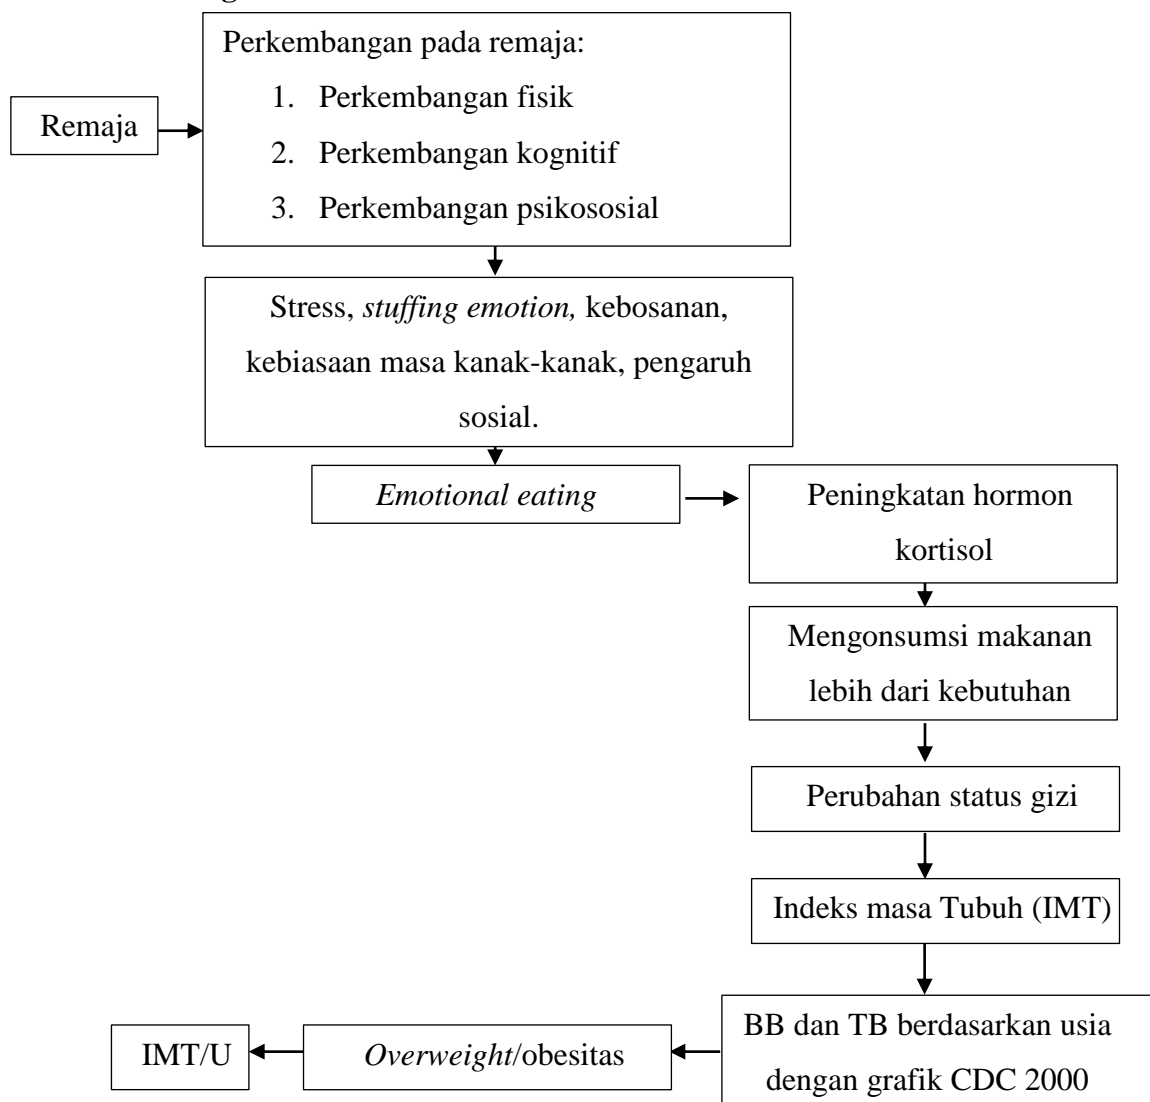 Remaja
Perkembangan pada remaja:
1. Perkembangan fisik
2. Perkembangan kognitif
3. Perkembangan psikososial
Stress, stuffing emotion, kebosanan,
kebiasaan masa kanak-kanak, pengaruh
sosial.
Emotional eating
Peningkatan hormon
kortisol
Mengonsumsi makanan
lebih dari kebutuhan
Perubahan status gizi
Indeks masa Tubuh (IMT)
BB dan TB berdasarkan usia
dengan grafik CDC 2000
Overweight/obesitas
IMT/U